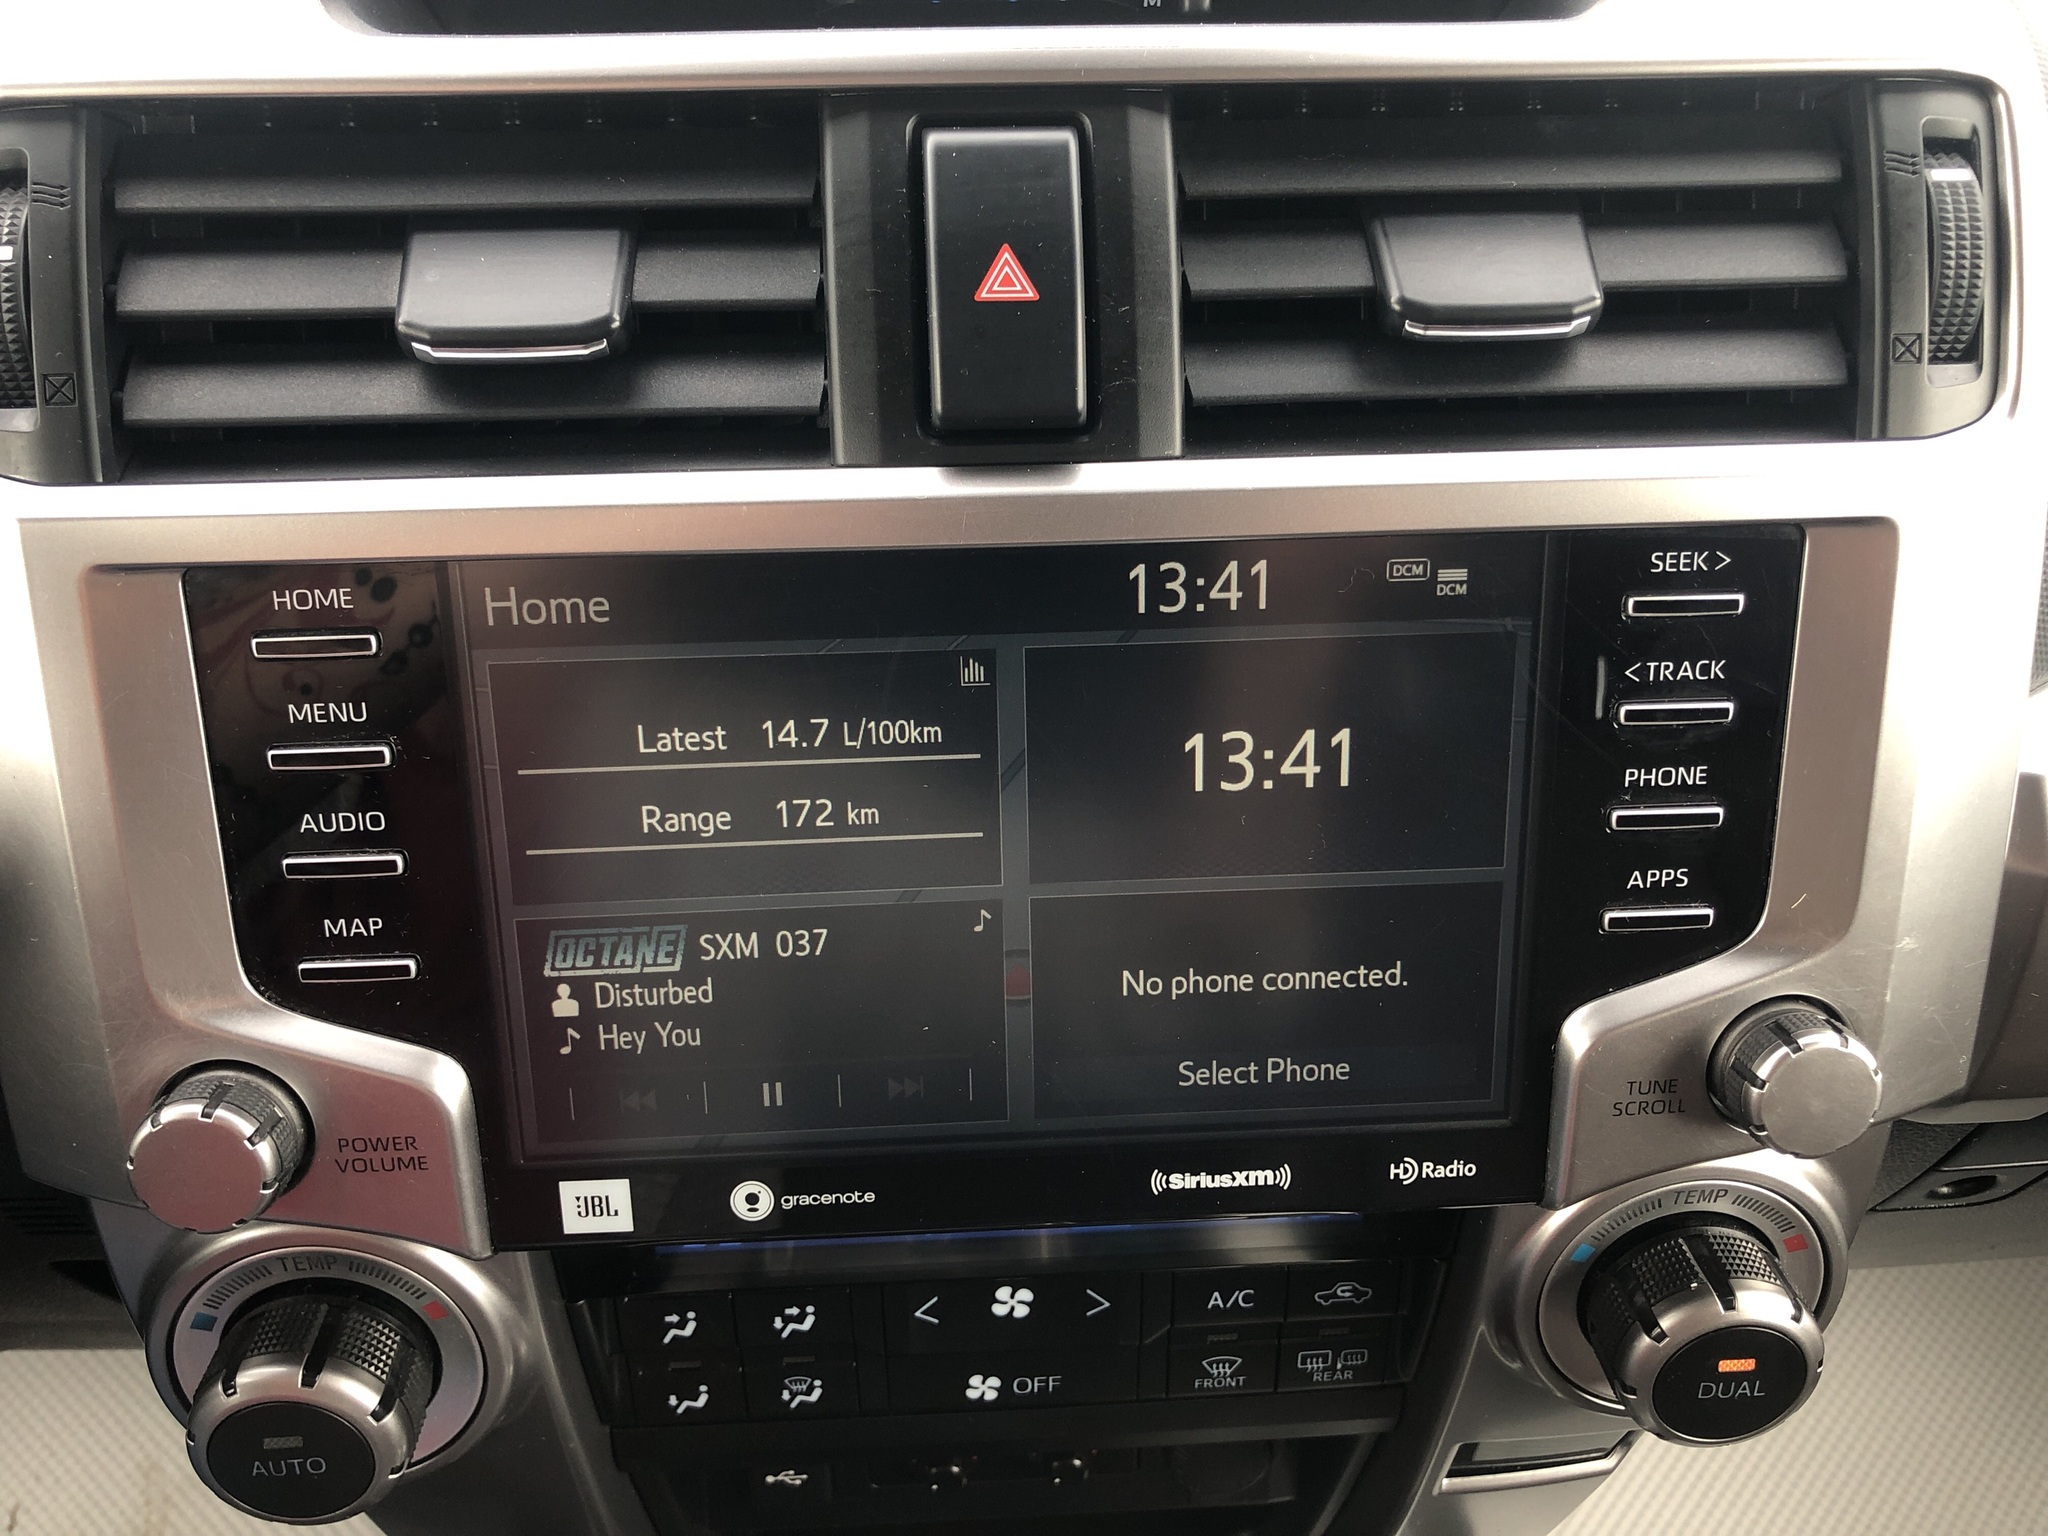 HOME
MENU
AUDIO
MAP
POWER
VOLUME
Home
13:41
DCM
DCM
Latest 14.7 L/100km
Range 172 km
13:41
OCTANE SXM 037
Disturbed
Hey You
No phone connected.
Select Phone
SEEK >
< TRACK
PHONE
APPS
TUNE
SCROLL
JBL
gracenote
((SiriusXM))
HD Radio
TEMP
AUTO
< >
OFF
A/C
FRONT
REAR
TEMP
DUAL